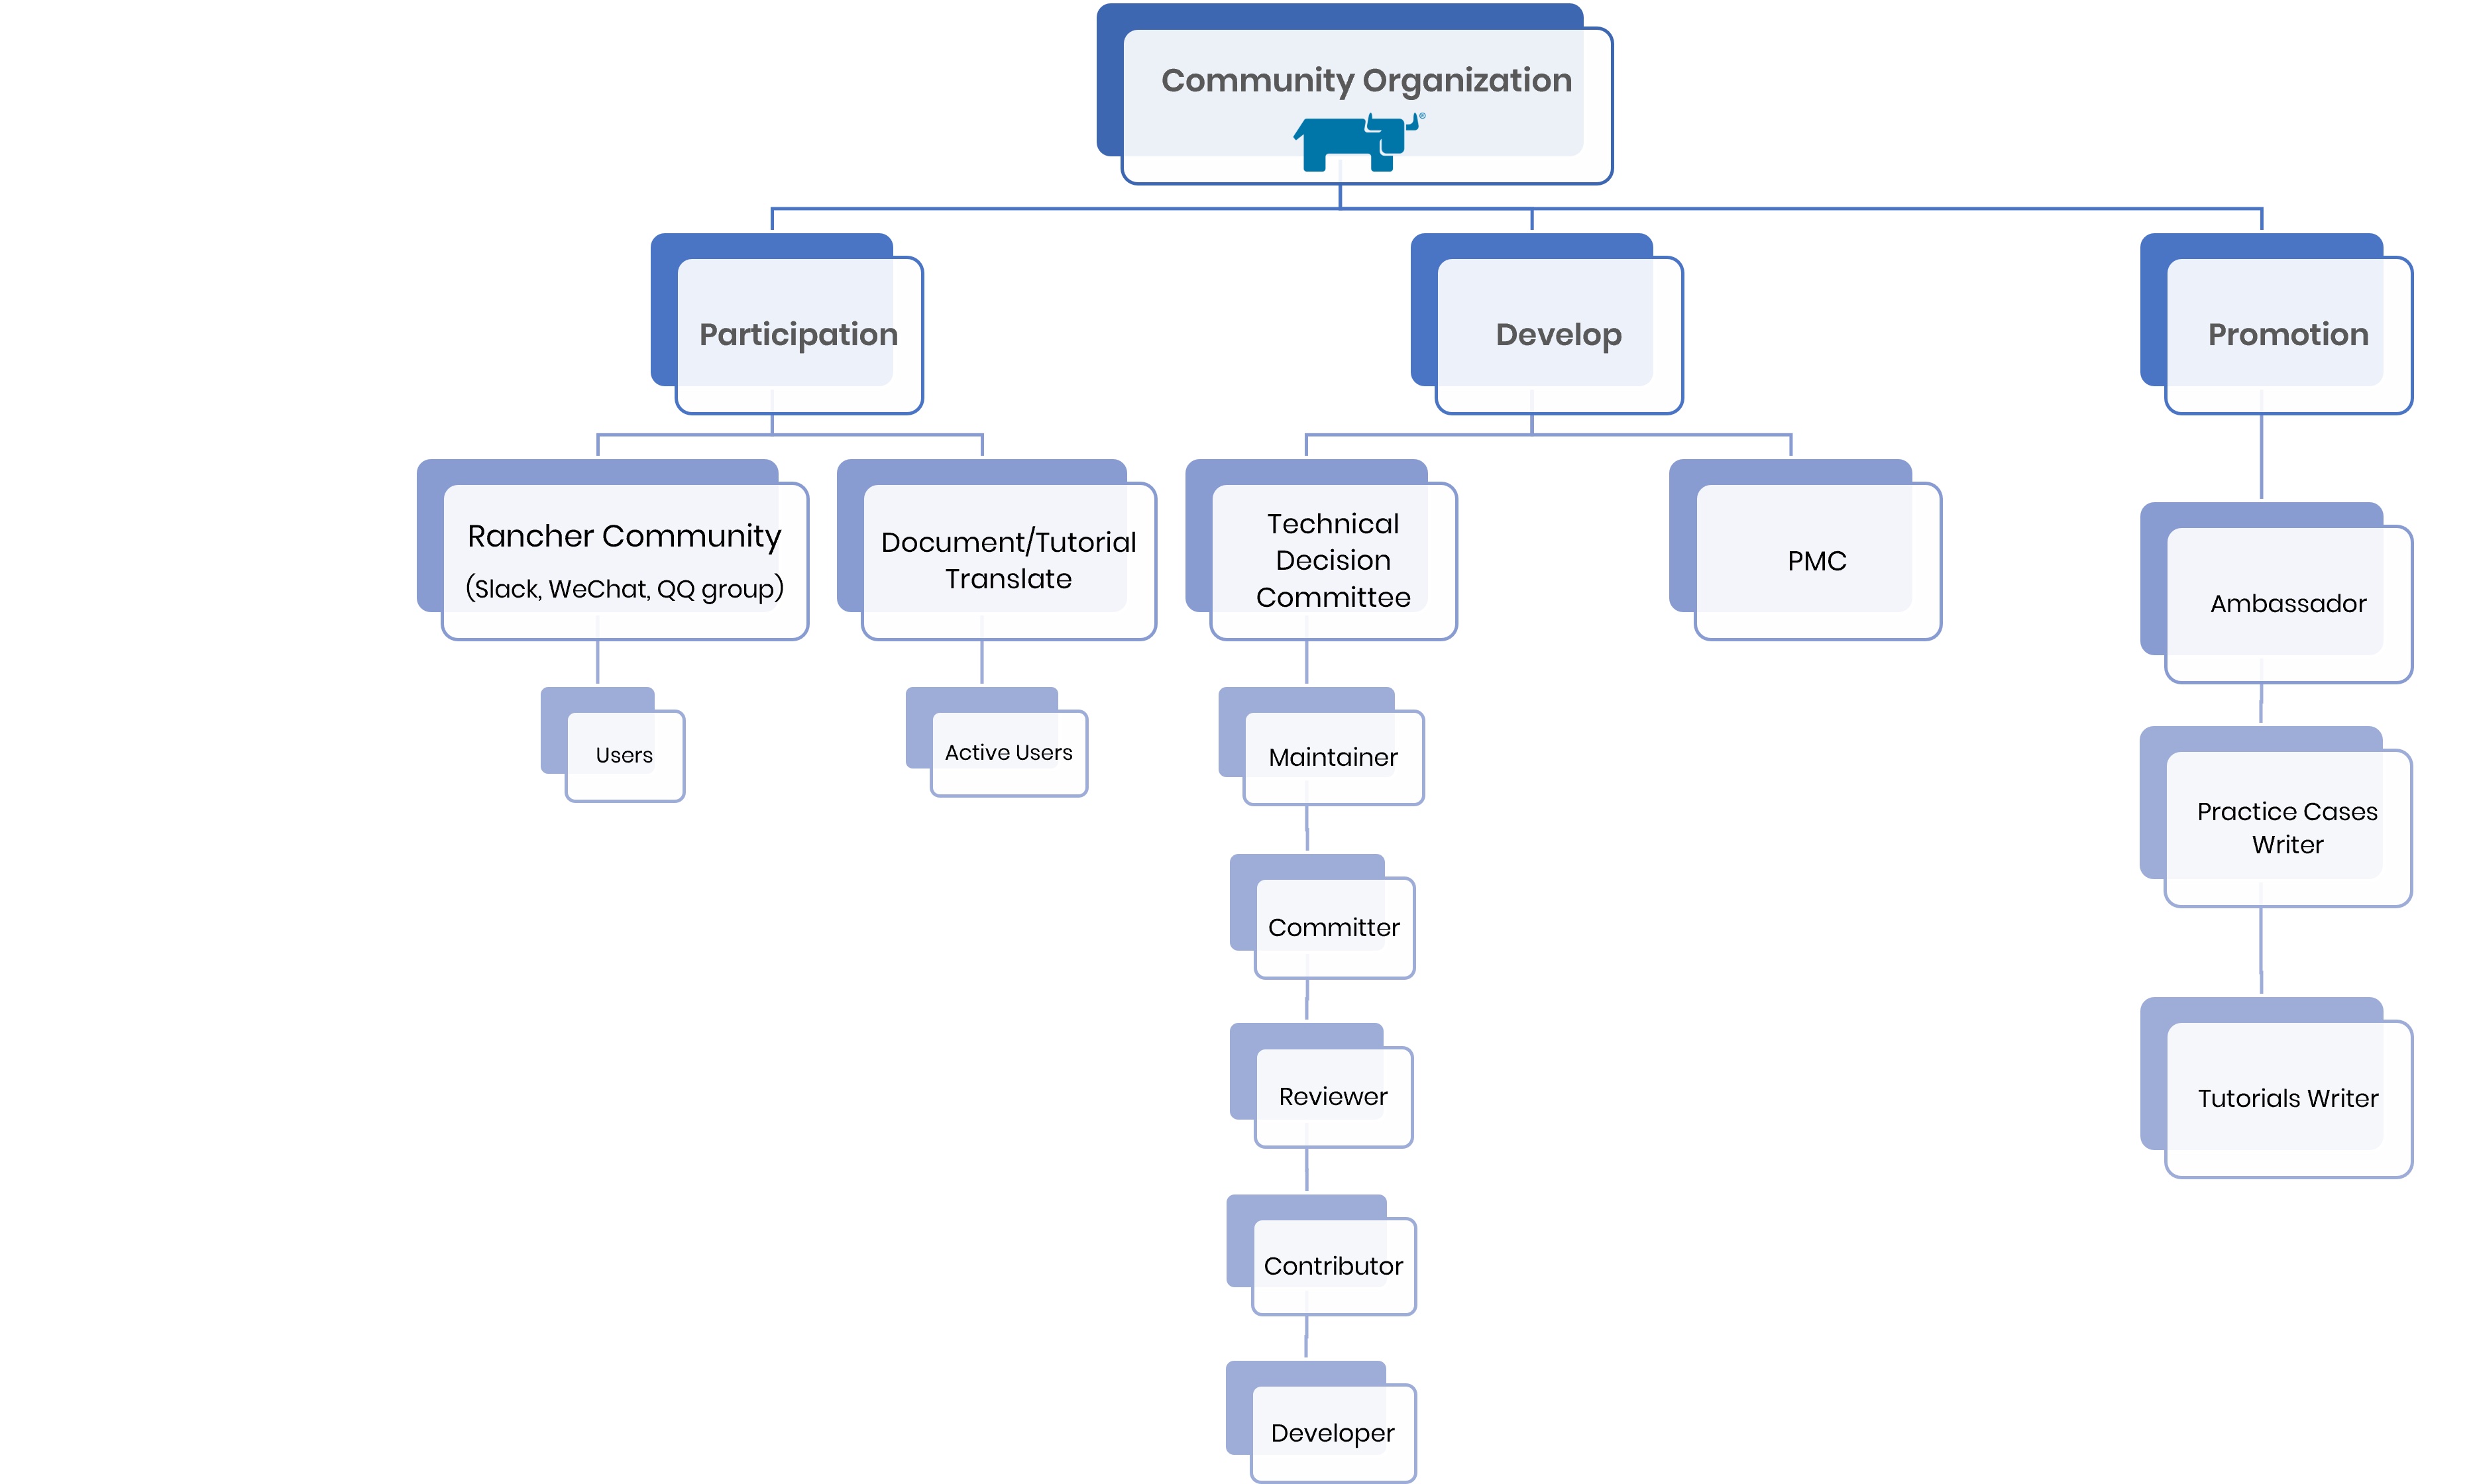 Community Organization
®
Participation
Develop
Promotion
Rancher Community
(Slack, WeChat, QQ group)
Document/Tutorial
Translate
Technical
Decision
Committee
PMC
Ambassador
Users
Active Users
Maintainer
Practice Cases
Writer
Committer
Reviewer
Tutorials Writer
Contributor
Developer